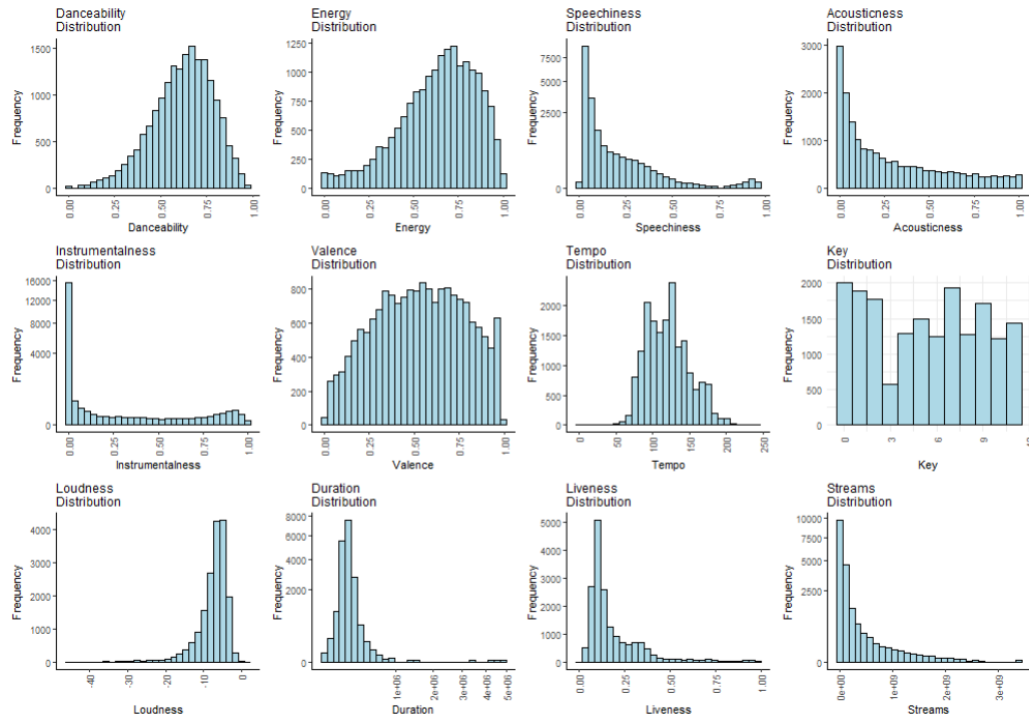 Danceability
Distribution
Frequency
1500
1000
500
0
0.00
0.25
0.50
0.75
1.00
Danceability
Energy
Distribution
Frequency
1250
1000
750
500
250
0
0.00
0.25
0.50
0.75
1.00
Energy
Speechiness
Distribution
Frequency
7500
5000
2500
0
0.00
0.25
0.50
0.75
1.00
Speechiness
Acousticness
Distribution
Frequency
3000
2000
1000
0
0.00
0.25
0.50
0.75
1.00
Acousticness
Instrumentalness
Distribution
Frequency
16000
12000
8000
4000
0
0.00
0.25
0.50
0.75
1.00
Instrumentalness
Valence
Distribution
Frequency
800
600
400
200
0
0.00
0.25
0.50
0.75
1.00
Valence
Tempo
Distribution
Frequency
2000
1500
1000
500
0
0
50
100
150
200
250
Tempo
Key
Distribution
Frequency
2000
1500
1000
500
0
0
3
6
9
Key
Loudness
Distribution
Frequency
4000
3000
2000
1000
0
-40
-30
-20
-10
0
Loudness
Duration
Distribution
Frequency
8000
6000
4000
2000
0
1e+06
2e+06
3e+06
4e+06
5e+06
Duration
Liveness
Distribution
Frequency
5000
4000
3000
2000
1000
0
0.00
0.25
0.50
0.75
1.00
Liveness
Streams
Distribution
Frequency
10000
7500
5000
2500
0
0e+00
1e+09
2e+09
3e+09
Streams